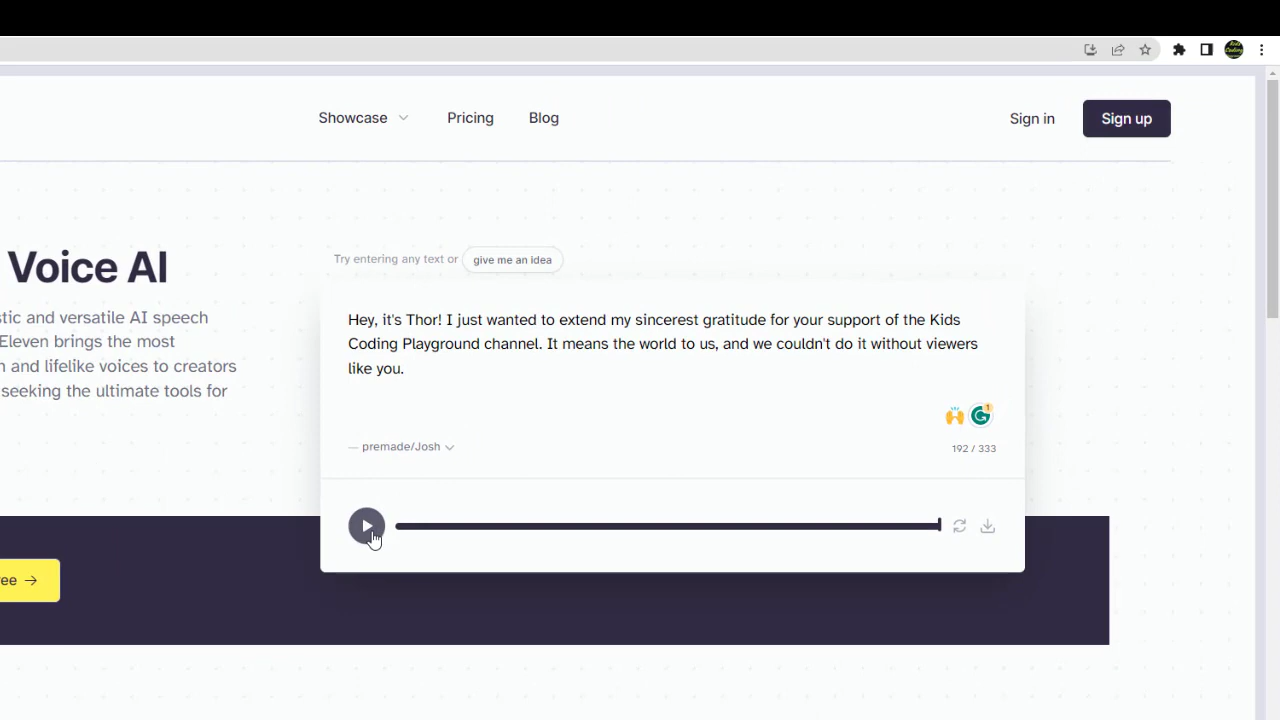 Showcase Pricing Blog Sign in Sign up
Voice AI
stic and versatile AI speech
Eleven brings the most
n and lifelike voices to creators
seeking the ultimate tools for
ree →
Try entering any text or give me an idea
Hey, it's Thor! I just wanted to extend my sincerest gratitude for your support of the Kids
Coding Playground channel. It means the world to us, and we couldn't do it without viewers
like you.
1
— premade/Josh
192 / 333